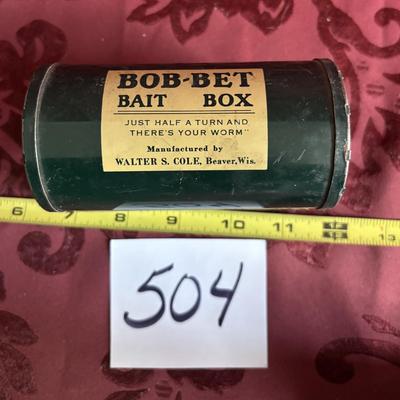 BOB-BET
BAIT BOX
JUST HALF A TURN AND
THERE'S YOUR WORM"
Manufactured by
WALTER S. COLE, Beaver, Wis.
6 7 8 9 10 11 12 13
504